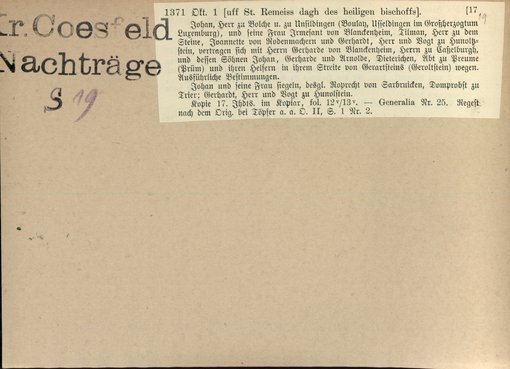 Kr. Coesfeld
Nachträge
S 19
1371 Okt. 1 [uff St. Remeiss dagh des heiligen bischoffs]. [17
19
Johan, Herr zu Bolche u. zu Unsildingen (Boulay, Usseldingen im Großherzogtum
Luxemburg), und seine Frau Irmesant von Blanckenheim, Tilman, Herr zu dem
Steine, Joannette von Rodenmachern und Gerhardt, Herr und Vogt zu Hunolz-
stein, vertragen sich mit Herrn Gerharde von Blanckenheim, Herrn zu Casselburgh,
und dessen Söhnen Johan, Gerharde und Arnolde, Dieterichen, Abt zu Preume
(Prüm) und ihren Helfern in ihrem Streite von Gerartsteins (Gerolstein) wegen.
Ausführliche Bestimmungen.
Johan und seine Frau siegeln, desgl. Roprecht von Sarbrucken, Domprobst zu
Trier; Gerhardt, Herr und Vogt zu Hunolstein.
Kopie 17. Jhdts. im Kopiar, fol. 12ᵛ/13ᵛ. — Generalia Nr. 25. Regest
nach dem Orig. bei Töpfer a. a. O. II, S. 1 Nr. 2.